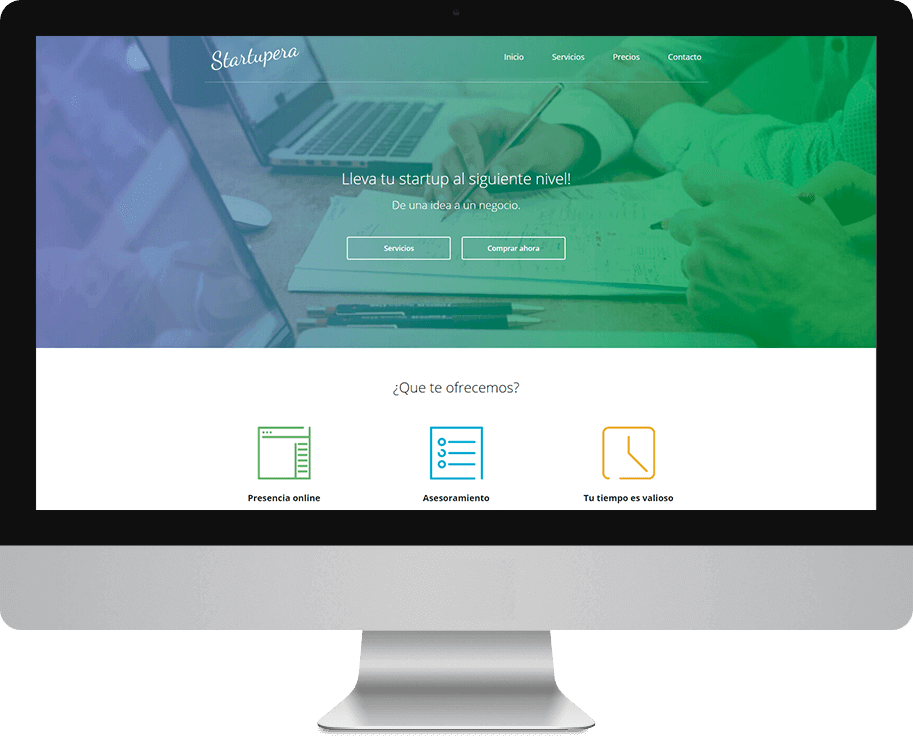 Startupera
Inicio Servicios Precios Contacto
Lleva tu startup al siguiente nivel!
De una idea a un negocio.
Servicios Comprar ahora
¿Que te ofrecemos?
Presencia online Asesoramiento Tu tiempo es valioso